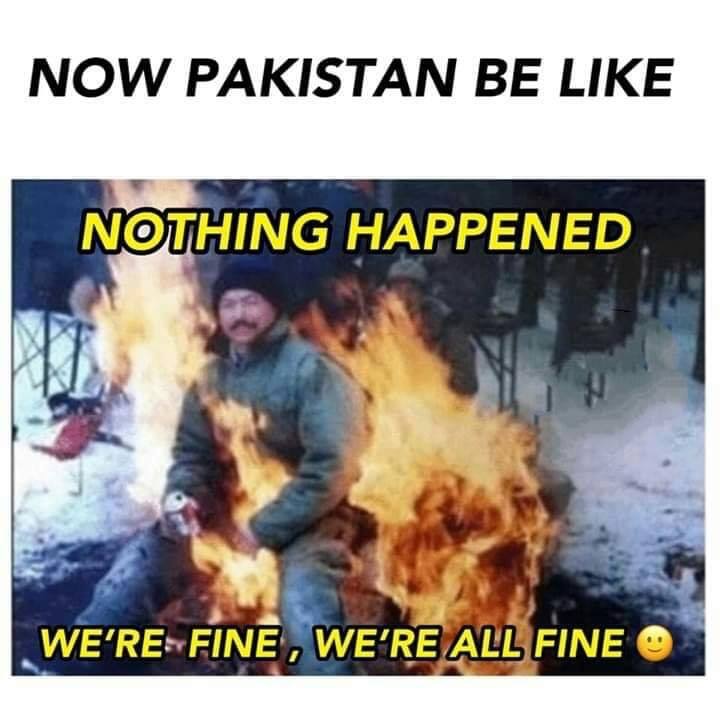 NOW PAKISTAN BE LIKE
NOTHING HAPPENED
WE'RE FINE, WE'RE ALL FINE 🙂